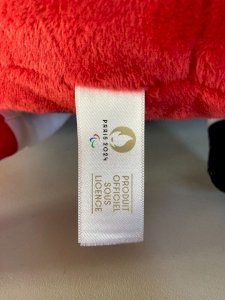 PARIS 2024
PRODUIT
OFFICIEL
SOUS
LICENCE